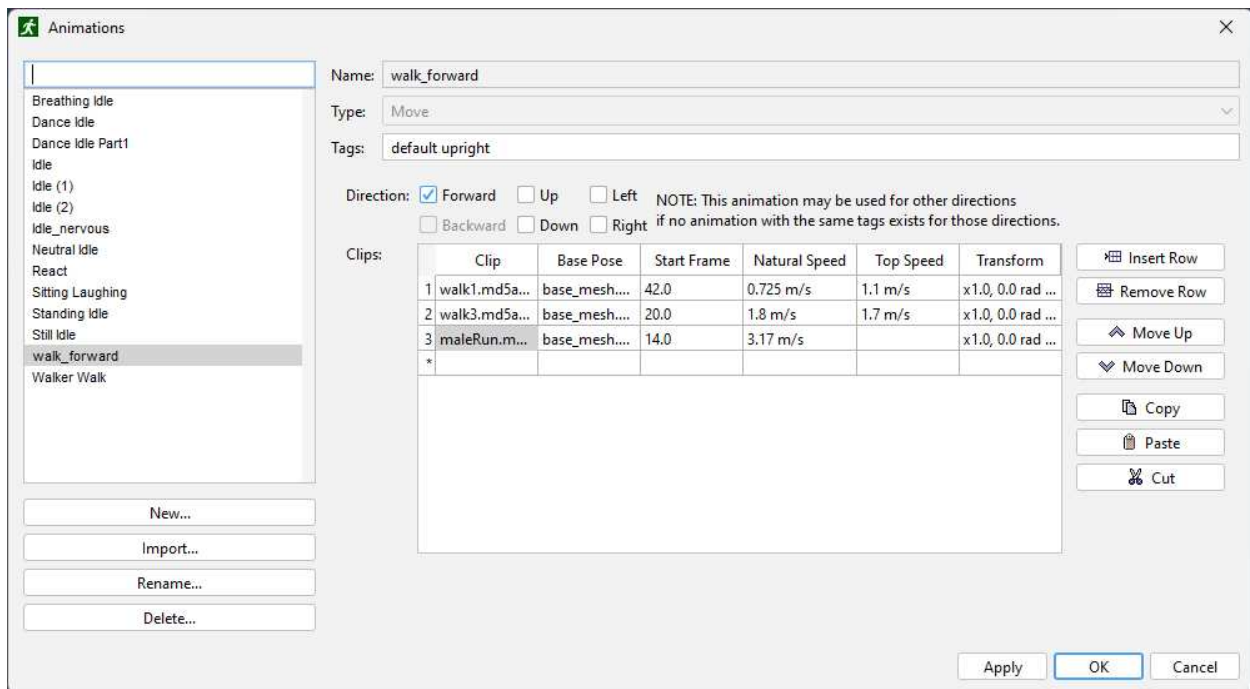 Animations
Name: walk_forward
Type: Move
Tags: default upright
Breathing Idle
Dance Idle
Dance Idle Part1
Idle
Idle (1)
Idle (2)
Idle_nervous
Neutral Idle
React
Sitting Laughing
Standing Idle
Still Idle
walk_forward
Walker Walk
New...
Import...
Rename...
Delete...
Direction: Forward Up Left
Backward Down Right
NOTE: This animation may be used for other directions
if no animation with the same tags exists for those directions.
Clips:
Clip Base Pose Start Frame Natural Speed Top Speed Transform
1 walk1.md5a... base_mesh.... 42.0 0.725 m/s 1.1 m/s x1.0, 0.0 rad ...
2 walk3.md5a... base_mesh.... 20.0 1.8 m/s 1.7 m/s x1.0, 0.0 rad ...
3 maleRun.m... base_mesh.... 14.0 3.17 m/s x1.0, 0.0 rad ...
*
Insert Row
Remove Row
Move Up
Move Down
Copy
Paste
Cut
Apply OK Cancel